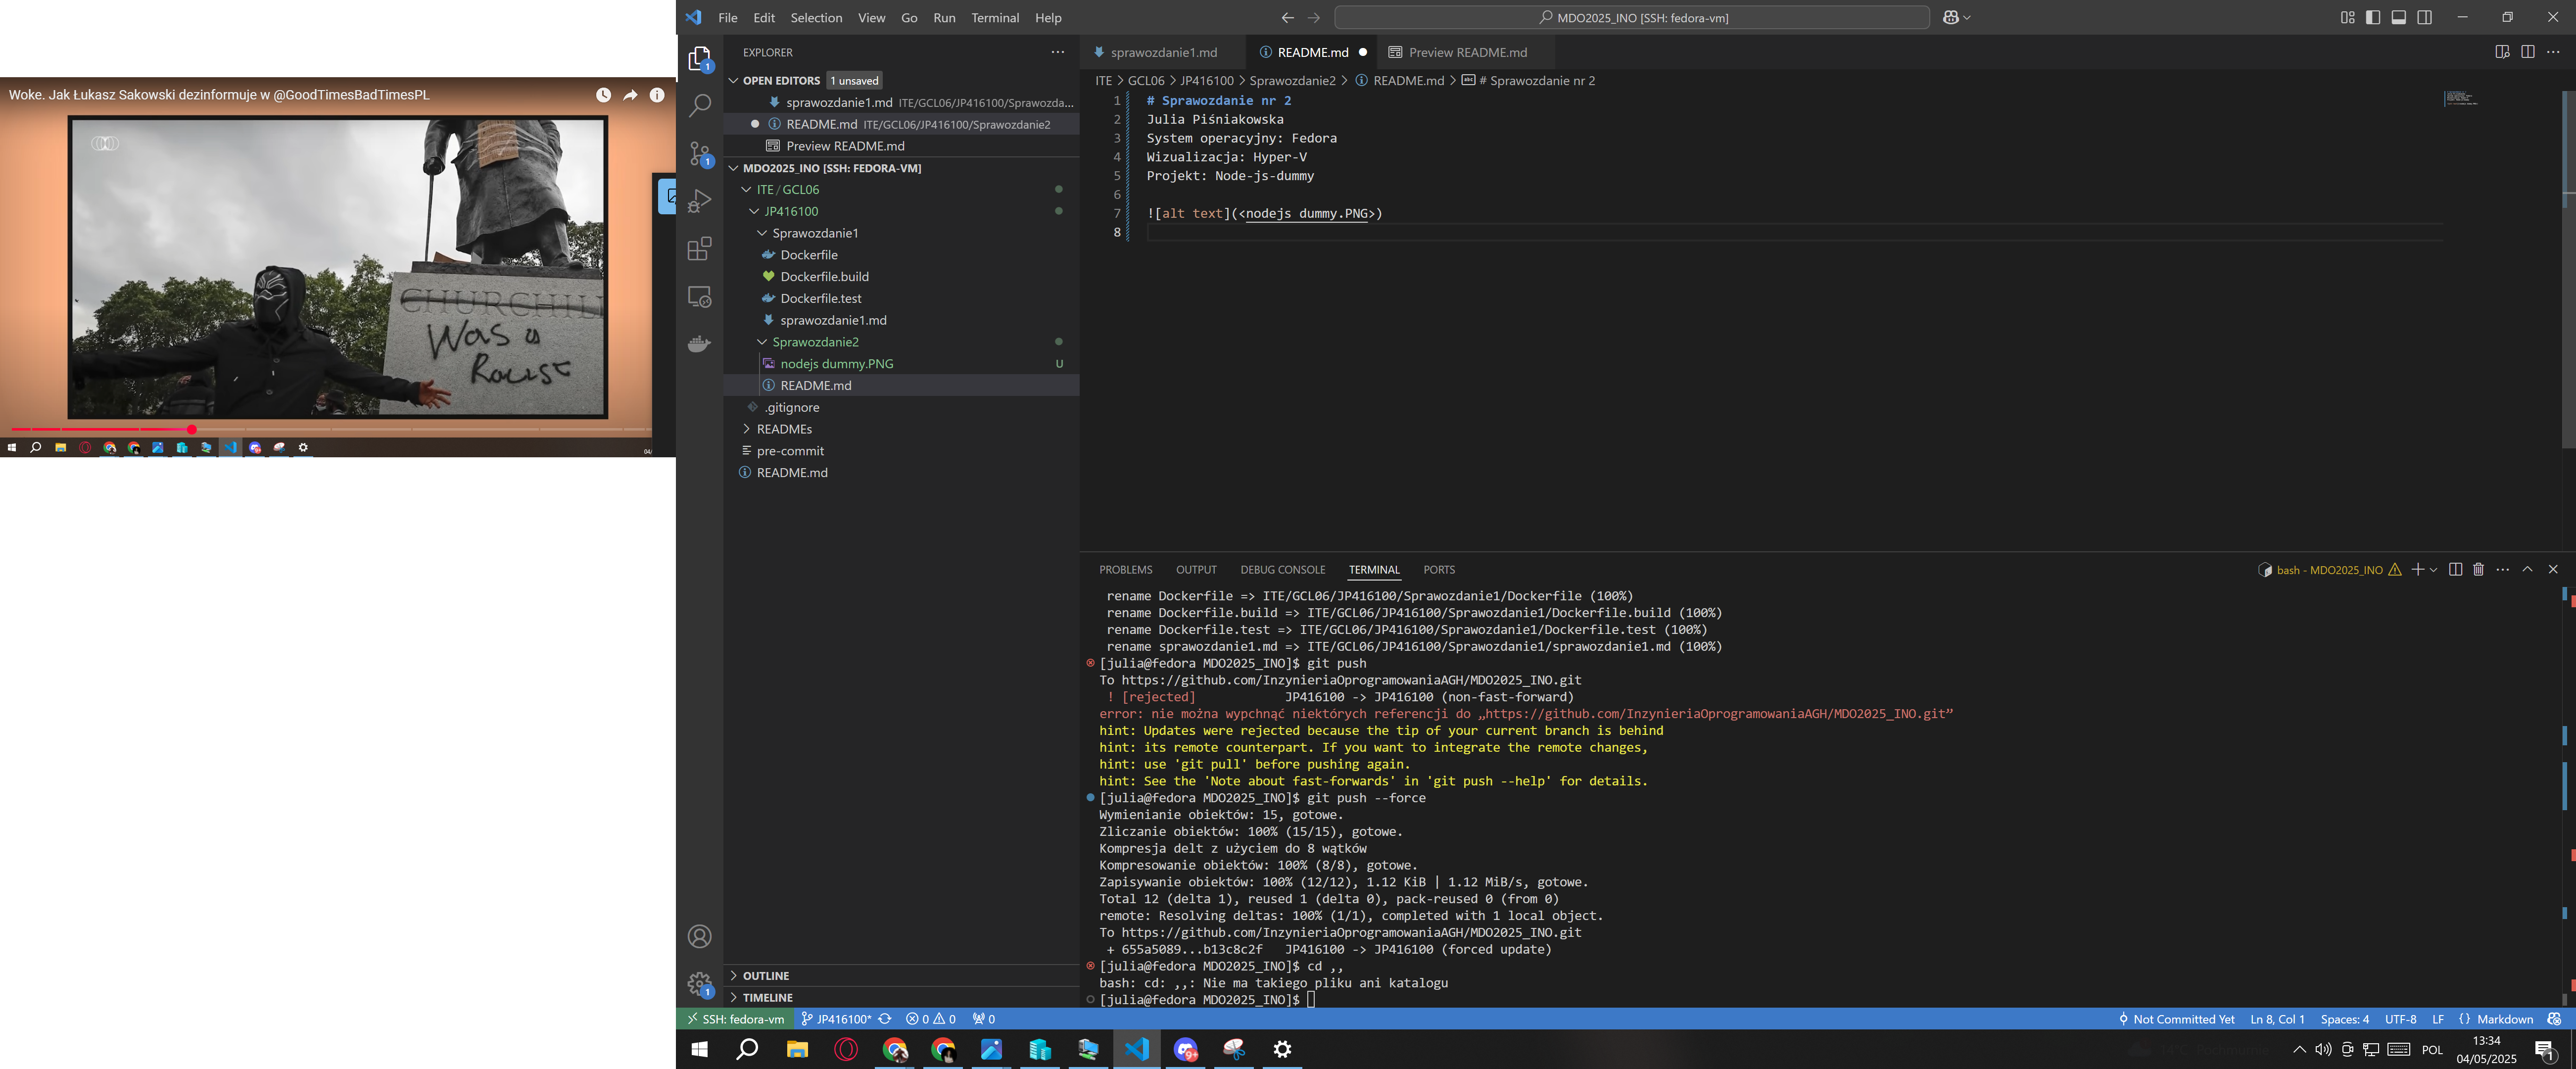 Woke. Jak Łukasz Sakowski dezinformuje w @GoodTimesBadTimesPL
CHURCHILL
Was a
Racist
04/
File Edit Selection View Go Run Terminal Help
MDO2025_INO [SSH: fedora-vm]
EXPLORER
OPEN EDITORS 1 unsaved
sprawozdanie1.md ITE/GCL06/JP416100/Sprawozda...
README.md ITE/GCL06/JP416100/Sprawozdanie2
Preview README.md
MDO2025_INO [SSH: FEDORA-VM]
ITE / GCL06
JP416100
Sprawozdanie1
Dockerfile
Dockerfile.build
Dockerfile.test
sprawozdanie1.md
Sprawozdanie2
nodejs dummy.PNG U
README.md
.gitignore
READMEs
pre-commit
README.md
OUTLINE
TIMELINE
sprawozdanie1.md README.md Preview README.md
ITE > GCL06 > JP416100 > Sprawozdanie2 > README.md > # Sprawozdanie nr 2
1 # Sprawozdanie nr 2
2 Julia Piśniakowska
3 System operacyjny: Fedora
4 Wizualizacja: Hyper-V
5 Projekt: Node-js-dummy
6
7 ![alt text](<nodejs dummy.PNG>)
8
PROBLEMS OUTPUT DEBUG CONSOLE TERMINAL PORTS
bash - MDO2025_INO
rename Dockerfile => ITE/GCL06/JP416100/Sprawozdanie1/Dockerfile (100%)
rename Dockerfile.build => ITE/GCL06/JP416100/Sprawozdanie1/Dockerfile.build (100%)
rename Dockerfile.test => ITE/GCL06/JP416100/Sprawozdanie1/Dockerfile.test (100%)
rename sprawozdanie1.md => ITE/GCL06/JP416100/Sprawozdanie1/sprawozdanie1.md (100%)
[julia@fedora MDO2025_INO]$ git push
To https://github.com/InzynieriaOprogramowaniaAGH/MDO2025_INO.git
! [rejected] JP416100 -> JP416100 (non-fast-forward)
error: nie można wypchnąć niektórych referencji do „https://github.com/InzynieriaOprogramowaniaAGH/MDO2025_INO.git”
hint: Updates were rejected because the tip of your current branch is behind
hint: its remote counterpart. If you want to integrate the remote changes,
hint: use 'git pull' before pushing again.
hint: See the 'Note about fast-forwards' in 'git push --help' for details.
[julia@fedora MDO2025_INO]$ git push --force
Wymienianie obiektów: 15, gotowe.
Zliczanie obiektów: 100% (15/15), gotowe.
Kompresja delt z użyciem do 8 wątków
Kompresowanie obiektów: 100% (8/8), gotowe.
Zapisywanie obiektów: 100% (12/12), 1.12 KiB | 1.12 MiB/s, gotowe.
Total 12 (delta 1), reused 1 (delta 0), pack-reused 0 (from 0)
remote: Resolving deltas: 100% (1/1), completed with 1 local object.
To https://github.com/InzynieriaOprogramowaniaAGH/MDO2025_INO.git
+ 655a5089...b13c8c2f JP416100 -> JP416100 (forced update)
[julia@fedora MDO2025_INO]$ cd ,,
bash: cd: ,,: Nie ma takiego pliku ani katalogu
[julia@fedora MDO2025_INO]$
SSH: fedora-vm JP416100* 0 0 0
Not Committed Yet Ln 8, Col 1 Spaces: 4 UTF-8 LF {} Markdown
POL
13:34
04/05/2025